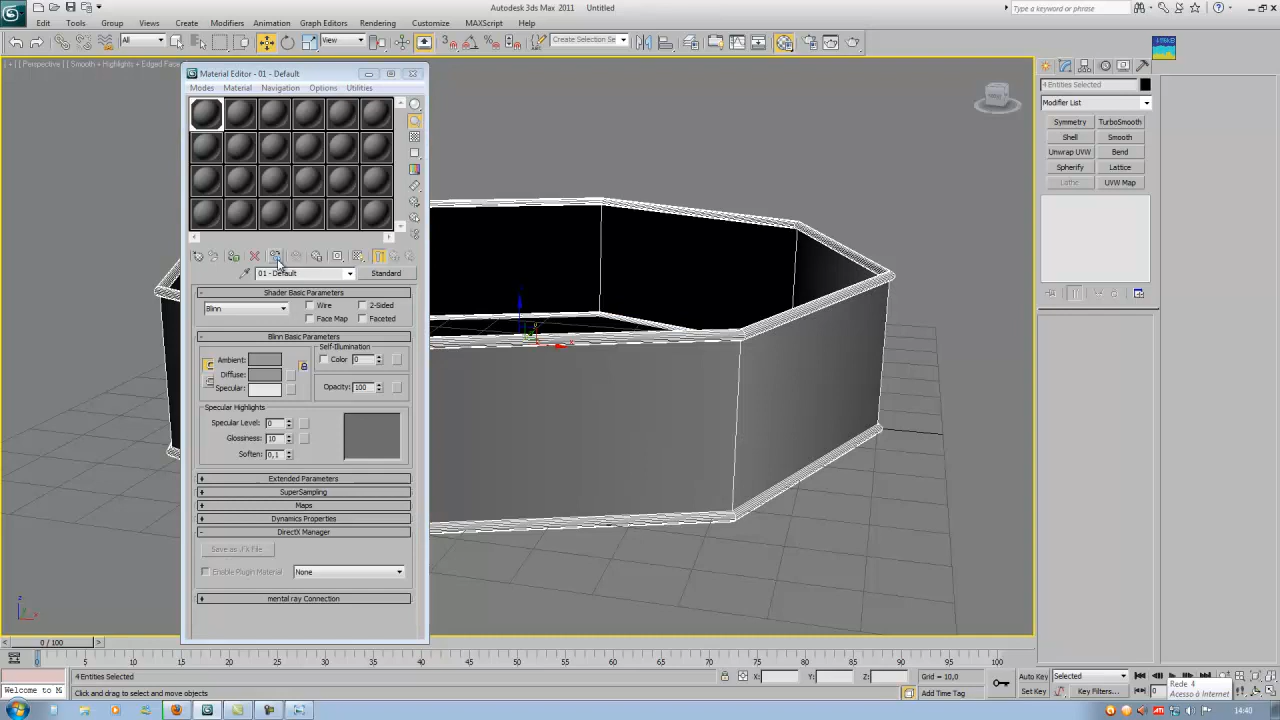 Autodesk 3ds Max 2011 Untitled
Type a keyword or phrase
Edit Tools Group Views Create Modifiers Animation Graph Editors Rendering Customize MAXScript Help
All View Create Selection Se
[ + ] [ Perspective ] [ Smooth + Highlights + Edged Face
Material Editor - 01 - Default
Modes Material Navigation Options Utilities
01 - Default Standard
Shader Basic Parameters
Blinn Wire 2-Sided
Face Map Faceted
Blinn Basic Parameters
Self-Illumination
Ambient: Color 0
Diffuse:
Specular: Opacity: 100
Specular Highlights
Specular Level: 0
Glossiness: 10
Soften: 0,1
Extended Parameters
SuperSampling
Maps
Dynamics Properties
DirectX Manager
Save as .FX File
Enable Plugin Material None
mental ray Connection
4 Entities Selected
Modifier List
Symmetry TurboSmooth
Shell Smooth
Unwrap UVW Bend
Spherify Lattice
Lathe UVW Map
z
x
0 / 100
0 5 10 15 20 25 30 35 40 45 50 55 60 65 70 75 80 85 90 95 100
4 Entities Selected X: Y: Z: Grid = 10,0 Auto Key Selected
Welcome to M Click and drag to select and move objects Add Time Tag Set Key Key Filters... 0
Rede 4
Acesso à Internet
14:40